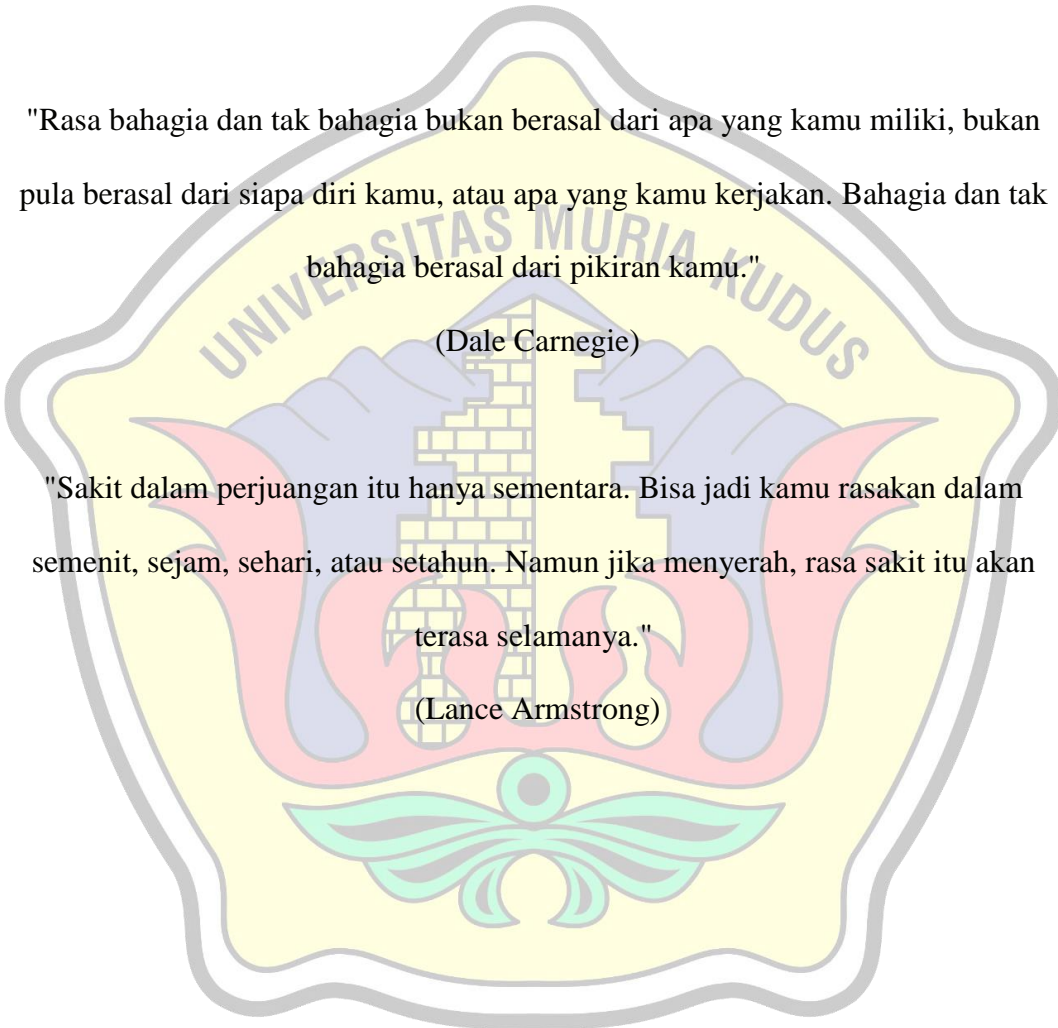 "Rasa bahagia dan tak bahagia bukan berasal dari apa yang kamu miliki, bukan
pula berasal dari siapa diri kamu, atau apa yang kamu kerjakan. Bahagia dan tak
UNIVERSITAS MURIA KUDUS
bahagia berasal dari pikiran kamu."
(Dale Carnegie)
"Sakit dalam perjuangan itu hanya sementara. Bisa jadi kamu rasakan dalam
semenit, sejam, sehari, atau setahun. Namun jika menyerah, rasa sakit itu akan
terasa selamanya."
(Lance Armstrong)